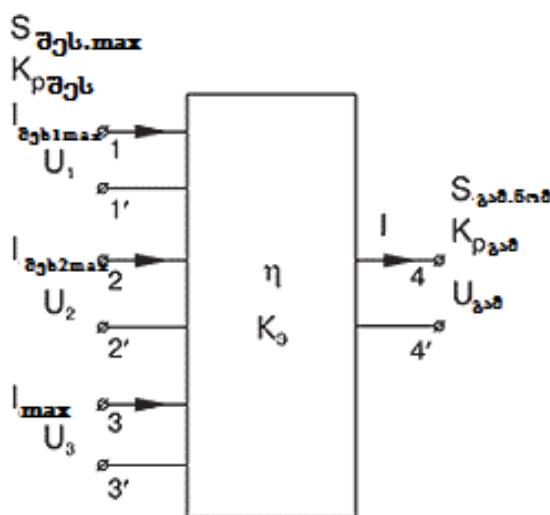 S შეს.max
Kp შეს
I შეს1max
1
U1
1'
I შეს2max
2
U2
2'
I max
3
U3
3'
η
Kэ
I
4
4'
S გამ.ნომ
Kp გამ
U გამ